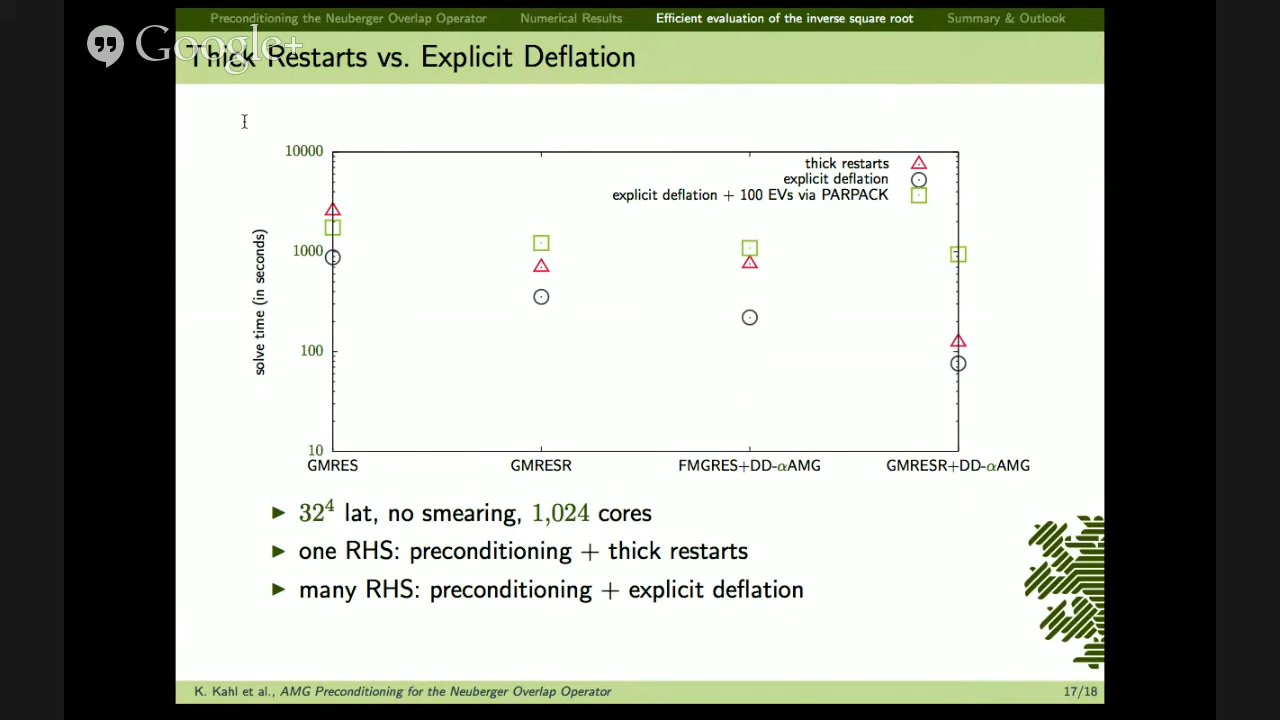 Preconditioning the Neuberger Overlap Operator Numerical Results Efficient evaluation of the inverse square root Summary & Outlook
Google+
Thick Restarts vs. Explicit Deflation
10000
1000
100
10
solve time (in seconds)
thick restarts
explicit deflation
explicit deflation + 100 EVs via PARPACK
GMRES GMRESR FMGRES+DD-αAMG GMRESR+DD-αAMG
▶ 32⁴ lat, no smearing, 1,024 cores
▶ one RHS: preconditioning + thick restarts
▶ many RHS: preconditioning + explicit deflation
K. Kahl et al., AMG Preconditioning for the Neuberger Overlap Operator 17/18